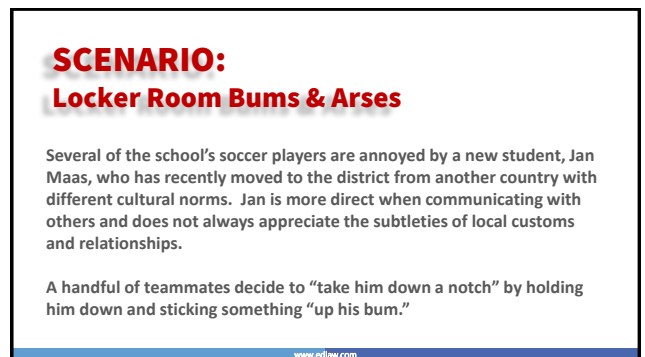 SCENARIO:
Locker Room Bums & Arses
Several of the school's soccer players are annoyed by a new student, Jan
Maas, who has recently moved to the district from another country with
different cultural norms.  Jan is more direct when communicating with
others and does not always appreciate the subtleties of local customs
and relationships.
A handful of teammates decide to “take him down a notch” by holding
him down and sticking something “up his bum.”
www.edlaw.com